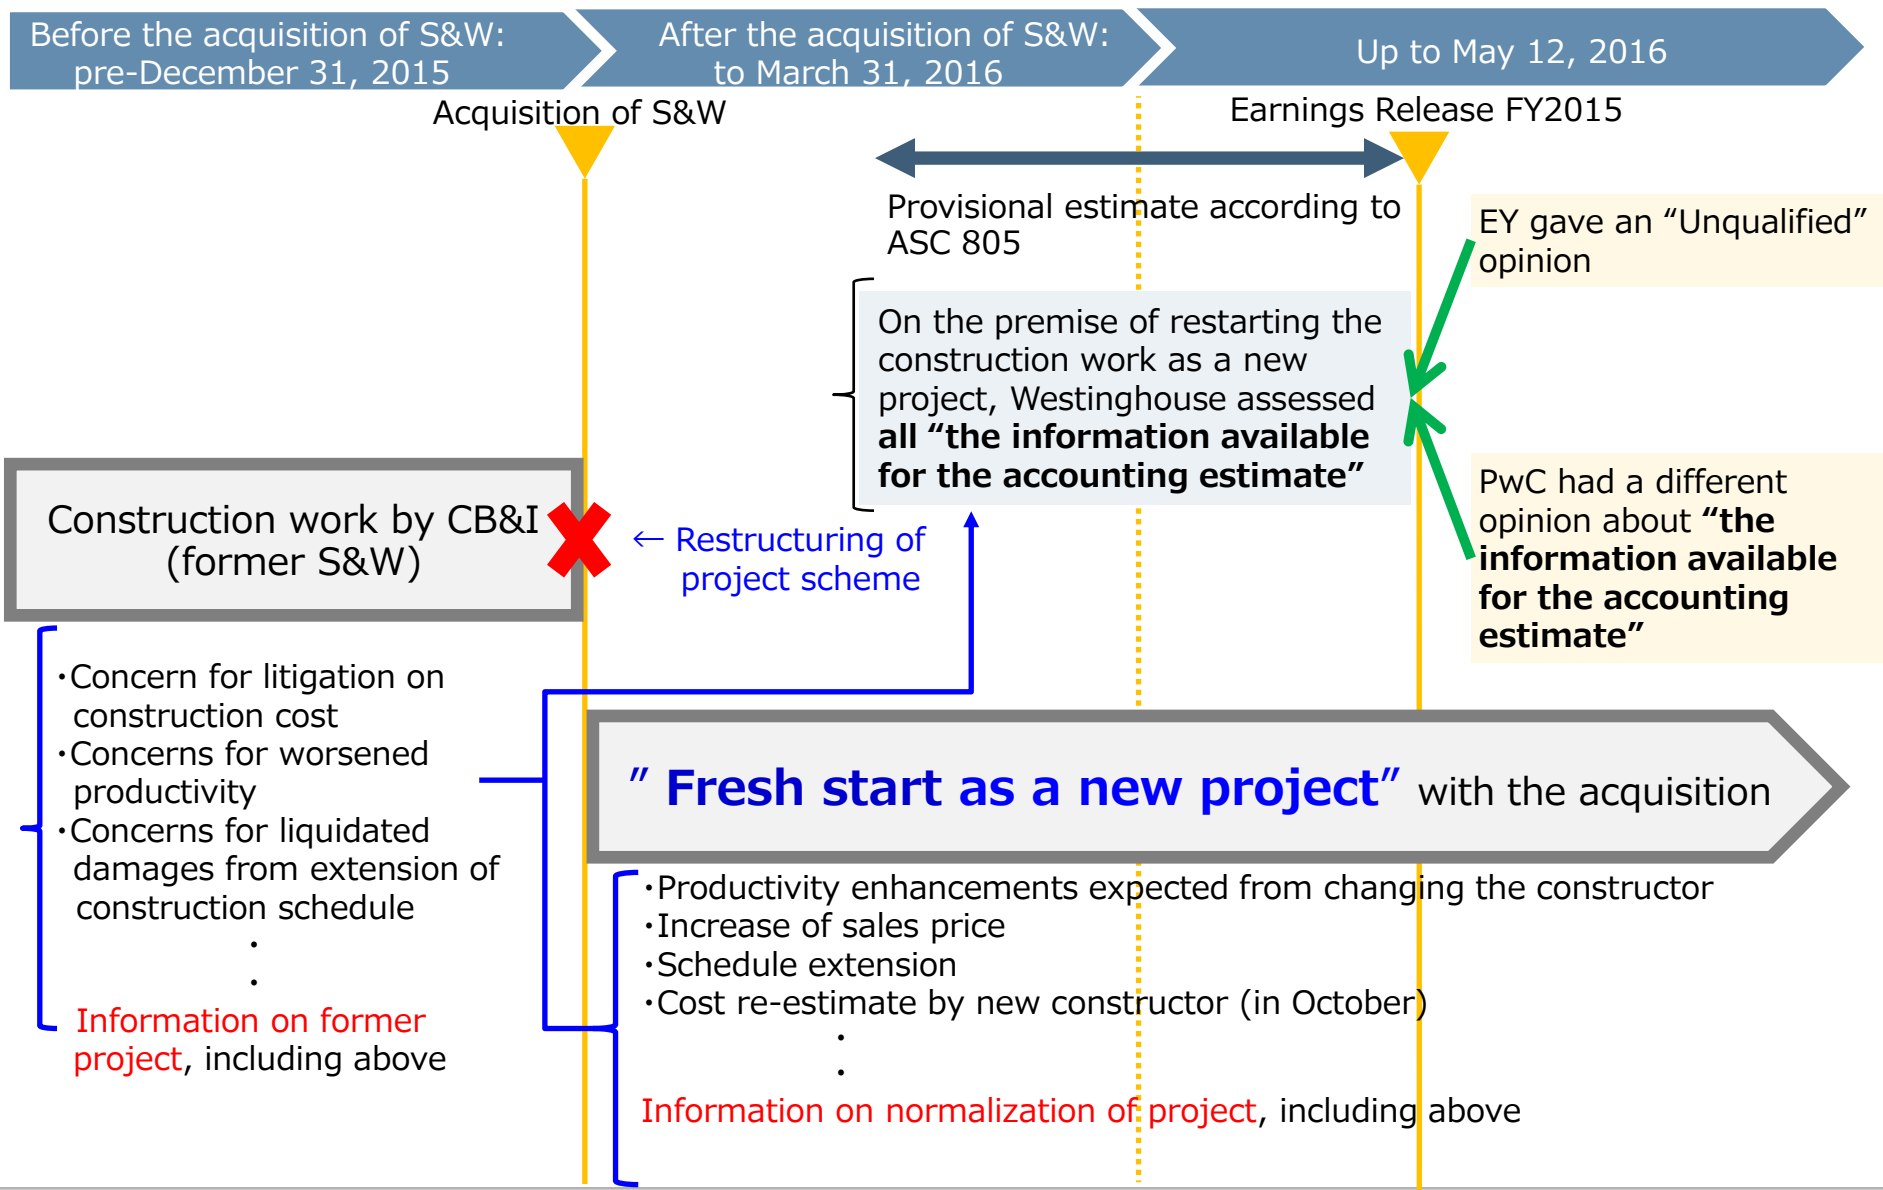 Before the acquisition of S&W:
pre-December 31, 2015
After the acquisition of S&W:
to March 31, 2016
Up to May 12, 2016
Acquisition of S&W
Earnings Release FY2015
Provisional estimate according to
ASC 805
EY gave an “Unqualified”
opinion
On the premise of restarting the
construction work as a new
project, Westinghouse assessed
all “the information available
for the accounting estimate”
PwC had a different
opinion about “the
information available
for the accounting
estimate”
Construction work by CB&I
(former S&W)
← Restructuring of
project scheme
・Concern for litigation on
construction cost
・Concerns for worsened
productivity
・Concerns for liquidated
damages from extension of
construction schedule
・
・
Information on former
project, including above
” Fresh start as a new project” with the acquisition
・Productivity enhancements expected from changing the constructor
・Increase of sales price
・Schedule extension
・Cost re-estimate by new constructor (in October)
・
・
Information on normalization of project, including above